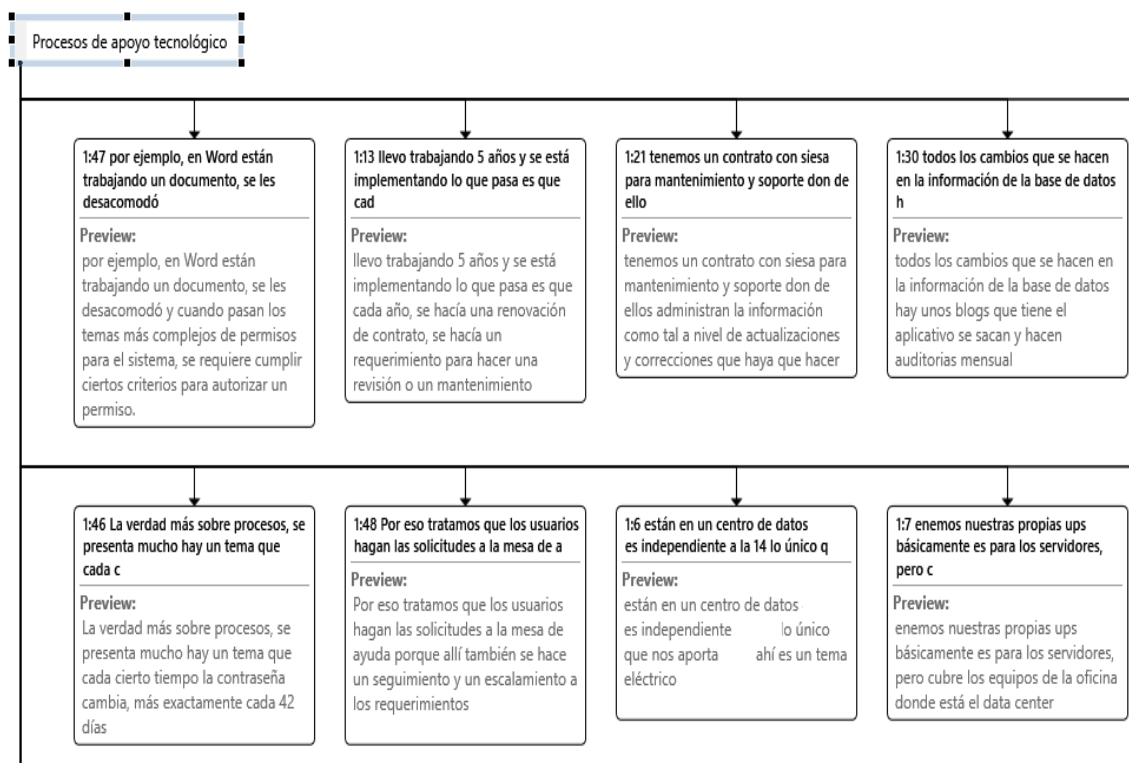 Procesos de apoyo tecnológico
1:47 por ejemplo, en Word están
trabajando un documento, se les
desacomodó
Preview:
por ejemplo, en Word están
trabajando un documento, se les
desacomodó y cuando pasan los
temas más complejos de permisos
para el sistema, se requiere cumplir
ciertos criterios para autorizar un
permiso.
1:13 llevo trabajando 5 años y se está
implementando lo que pasa es que
cad
Preview:
llevo trabajando 5 años y se está
implementando lo que pasa es que
cada año, se hacía una renovación
de contrato, se hacía un
requerimiento para hacer una
revisión o un mantenimiento
1:21 tenemos un contrato con siesa
para mantenimiento y soporte don de
ello
Preview:
tenemos un contrato con siesa para
mantenimiento y soporte don de
ellos administran la información
como tal a nivel de actualizaciones
y correcciones que haya que hacer
1:30 todos los cambios que se hacen
en la información de la base de datos
h
Preview:
todos los cambios que se hacen en
la información de la base de datos
hay unos blogs que tiene el
aplicativo se sacan y hacen
auditorias mensual
1:46 La verdad más sobre procesos, se
presenta mucho hay un tema que
cada c
Preview:
La verdad más sobre procesos, se
presenta mucho hay un tema que
cada cierto tiempo la contraseña
cambia, más exactamente cada 42
días
1:48 Por eso tratamos que los usuarios
hagan las solicitudes a la mesa de a
Preview:
Por eso tratamos que los usuarios
hagan las solicitudes a la mesa de
ayuda porque allí también se hace
un seguimiento y un escalamiento a
los requerimientos
1:6 están en un centro de datos
es independiente a la 14 lo único q
Preview:
están en un centro de datos
es independiente lo único
que nos aporta ahí es un tema
eléctrico
1:7 enemos nuestras propias ups
básicamente es para los servidores,
pero c
Preview:
enemos nuestras propias ups
básicamente es para los servidores,
pero cubre los equipos de la oficina
donde está el data center